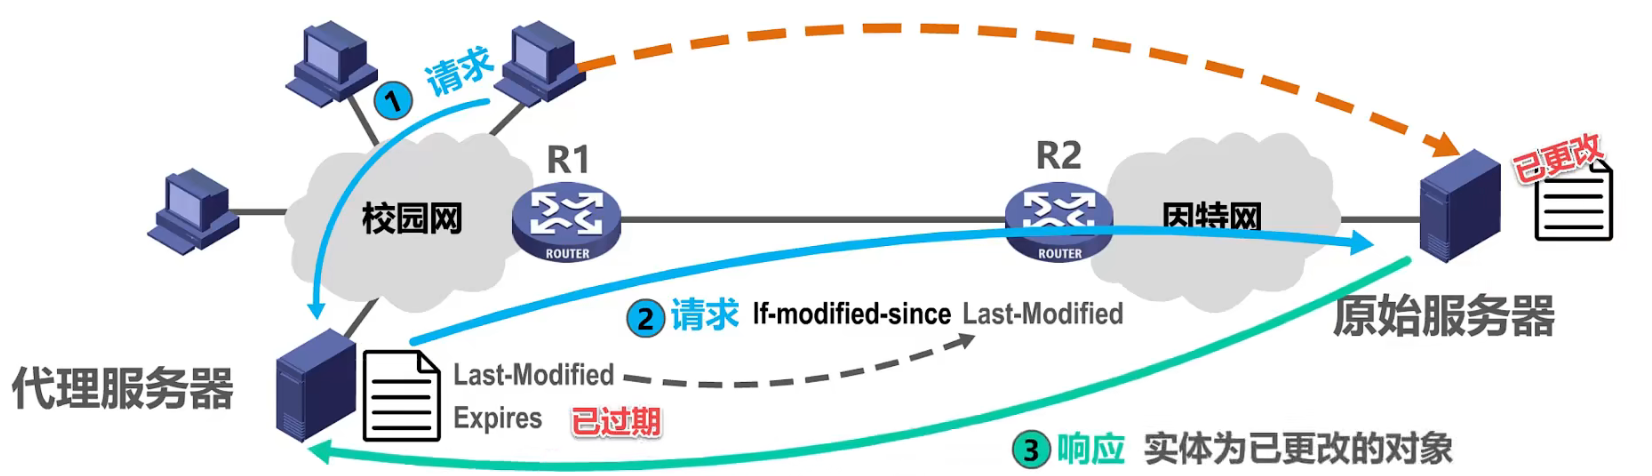 1 请求
R1
R2
已更改
校园网
因特网
ROUTER
ROUTER
2 请求 If-modified-since Last-Modified
原始服务器
代理服务器
Last-Modified
Expires 已过期
3 响应 实体为已更改的对象